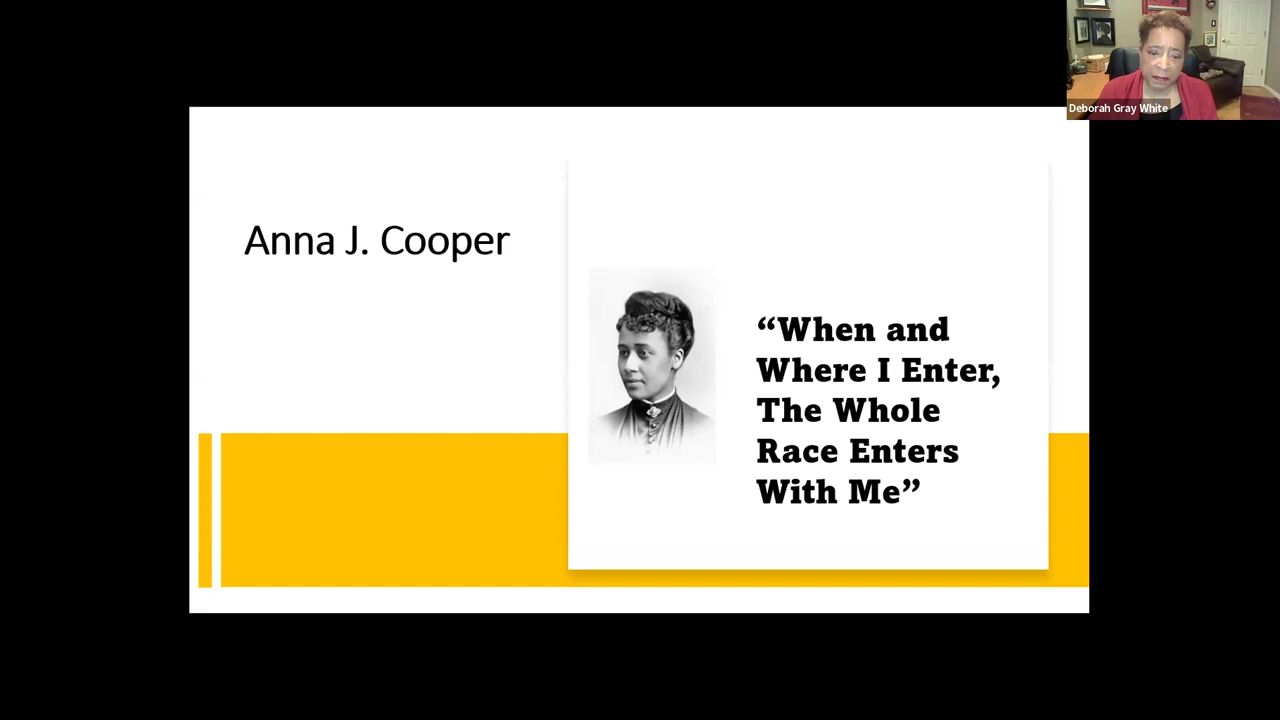 Deborah Gray White
Anna J. Cooper
“When and
Where I Enter,
The Whole
Race Enters
With Me”